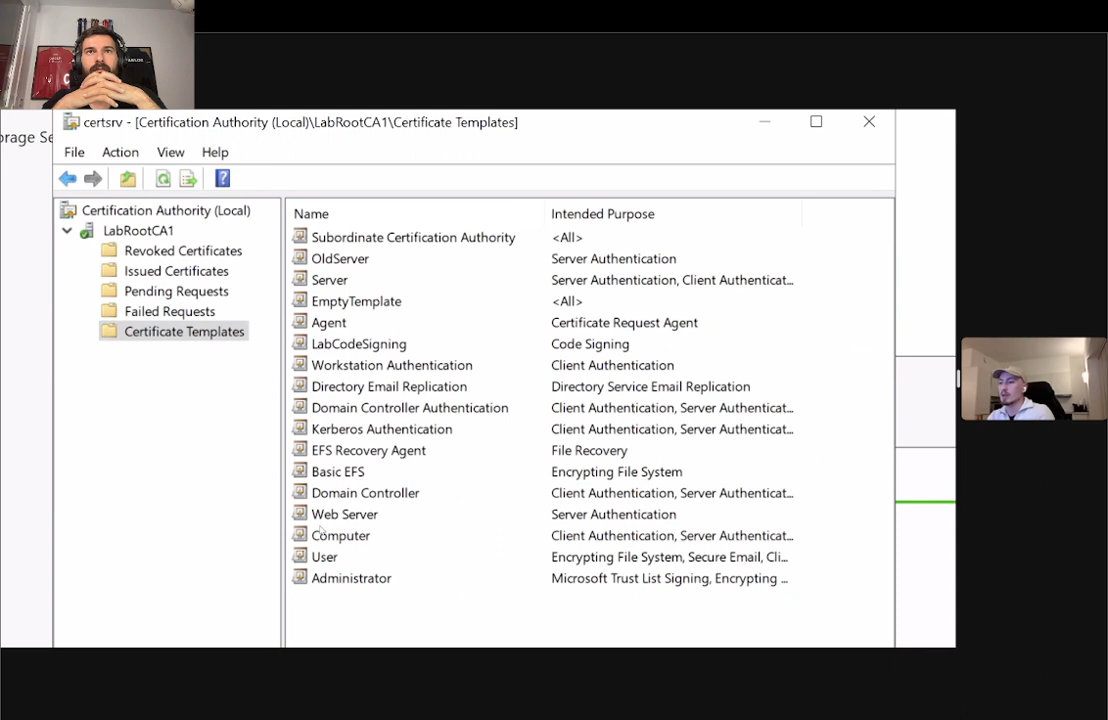 orage Se
certsrv - [Certification Authority (Local)\LabRootCA1\Certificate Templates]
File Action View Help
Certification Authority (Local)
LabRootCA1
Revoked Certificates
Issued Certificates
Pending Requests
Failed Requests
Certificate Templates
Name Intended Purpose
Subordinate Certification Authority <All>
OldServer Server Authentication
Server Server Authentication, Client Authenticat...
EmptyTemplate <All>
Agent Certificate Request Agent
LabCodeSigning Code Signing
Workstation Authentication Client Authentication
Directory Email Replication Directory Service Email Replication
Domain Controller Authentication Client Authentication, Server Authenticat...
Kerberos Authentication Client Authentication, Server Authenticat...
EFS Recovery Agent File Recovery
Basic EFS Encrypting File System
Domain Controller Client Authentication, Server Authenticat...
Web Server Server Authentication
Computer Client Authentication, Server Authenticat...
User Encrypting File System, Secure Email, Cli...
Administrator Microsoft Trust List Signing, Encrypting ...